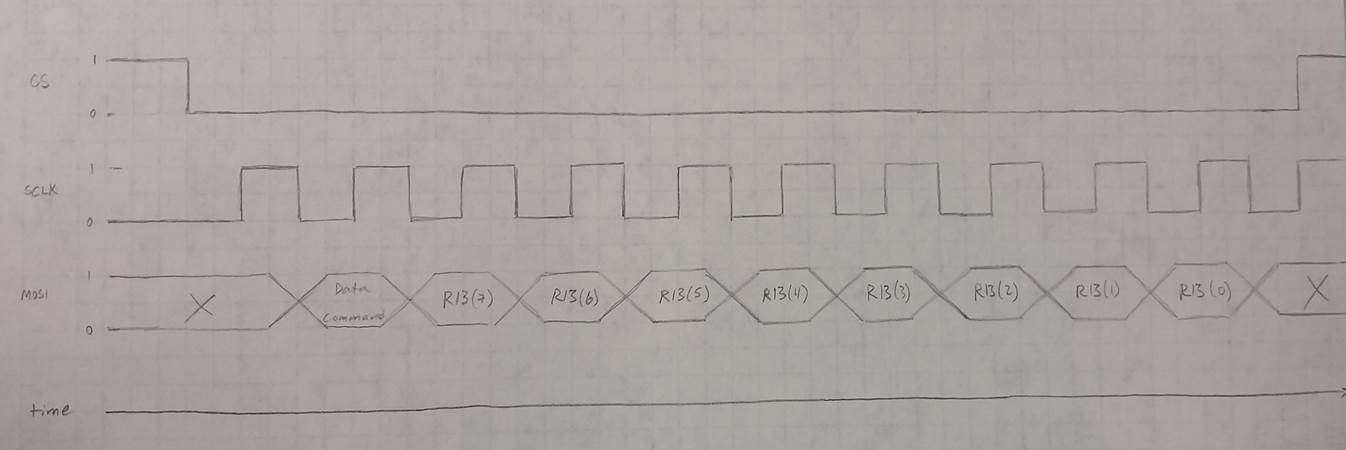 1
CS
0
1
SCLK
0
1
MOSI
0
X
Data
Command
R13(7)
R13(6)
R13(5)
R13(4)
R13(3)
R13(2)
R13(1)
R13(0)
X
time